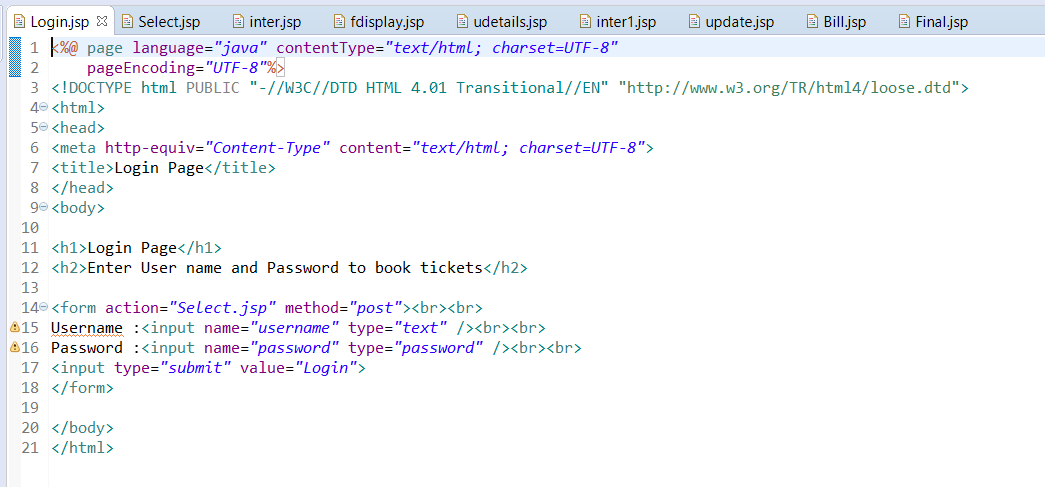 Login.jsp Select.jsp inter.jsp fdisplay.jsp udetails.jsp inter1.jsp update.jsp Bill.jsp Final.jsp
1 <%@ page language="java" contentType="text/html; charset=UTF-8"
2     pageEncoding="UTF-8"%>
3 <!DOCTYPE html PUBLIC "-//W3C//DTD HTML 4.01 Transitional//EN" "http://www.w3.org/TR/html4/loose.dtd">
4 <html>
5 <head>
6 <meta http-equiv="Content-Type" content="text/html; charset=UTF-8">
7 <title>Login Page</title>
8 </head>
9 <body>
10
11 <h1>Login Page</h1>
12 <h2>Enter User name and Password to book tickets</h2>
13
14 <form action="Select.jsp" method="post"><br><br>
15 Username :<input name="username" type="text" /><br><br>
16 Password :<input name="password" type="password" /><br><br>
17 <input type="submit" value="Login">
18 </form>
19
20 </body>
21 </html>